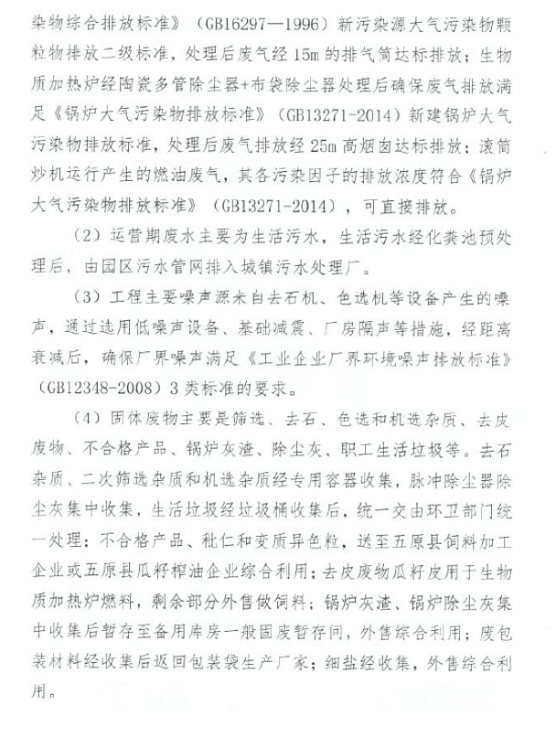 染物综合排放标准》（GB16297—1996）新污染源大气污染物颗
粒物排放二级标准，处理后废气经 15m 的排气筒达标排放；生物
质加热炉经陶瓷多管除尘器+布袋除尘器处理后确保废气排放满
足《锅炉大气污染物排放标准》（GB13271-2014）新建锅炉大气
污染物排放标准，处理后废气排放经 25m 高烟囱达标排放；滚筒
炒机运行产生的燃油废气，其各污染因子的排放浓度符合《锅炉
大气污染物排放标准》（GB13271-2014），可直接排放。
（2）运营期废水主要为生活污水，生活污水经化粪池预处
理后，由园区污水管网排入城镇污水处理厂。
（3）工程主要噪声源来自去石机、色选机等设备产生的噪
声，通过选用低噪声设备、基础减震、厂房隔声等措施，经距离
衰减后，确保厂界噪声满足《工业企业厂界环境噪声排放标准》
（GB12348-2008）3 类标准的要求。
（4）固体废物主要是筛选、去石、色选和机选杂质、去皮
废物、不合格产品、锅炉灰渣、除尘灰、职工生活垃圾等。去石
杂质、二次筛选杂质和机选杂质经专用容器收集，脉冲除尘器除
尘灰集中收集，生活垃圾经垃圾桶收集后，统一交由环卫部门统
一处理；不合格产品、秕仁和变质异色粒，送至五原县饲料加工
企业或五原县瓜籽榨油企业综合利用；去皮废物瓜籽皮用于生物
质加热炉燃料，剩余部分外售做饲料；锅炉灰渣、锅炉除尘灰集
中收集后暂存至备用库房一般固废暂存间，外售综合利用；废包
装材料经收集后返回包装袋生产厂家；细盐经收集，外售综合利
用。